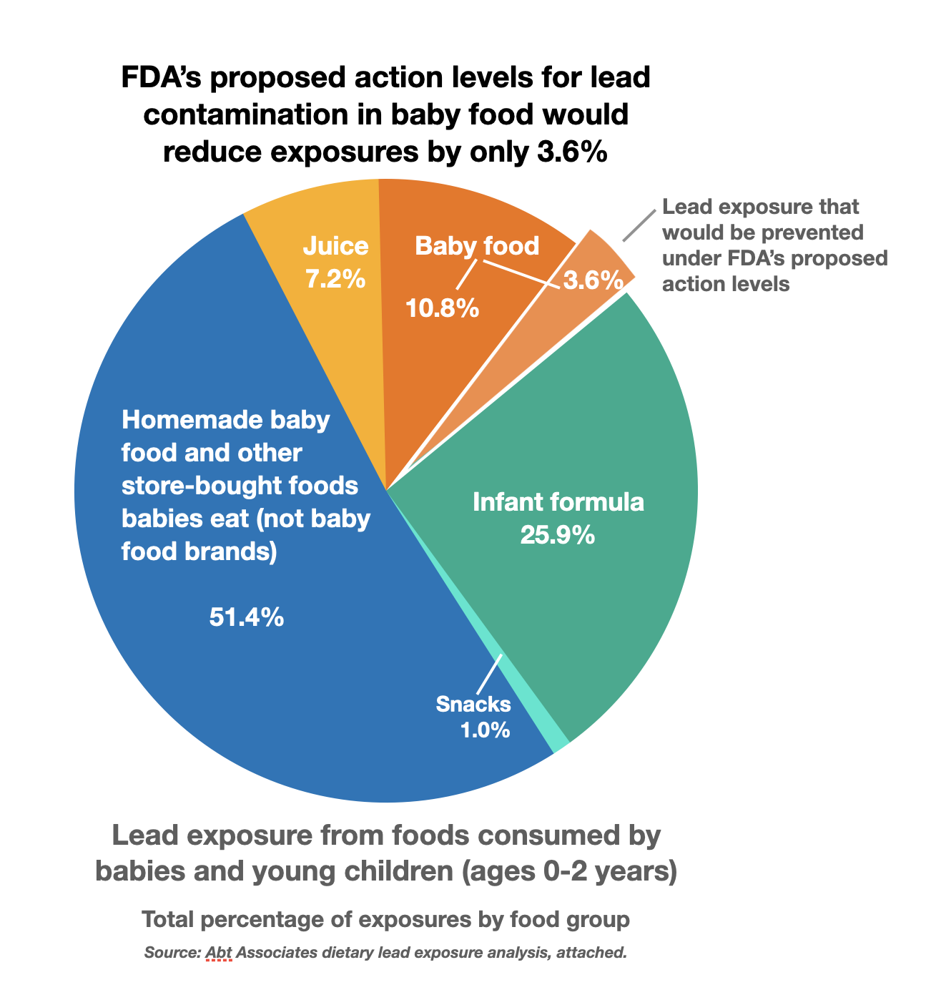 FDA’s proposed action levels for lead
contamination in baby food would
reduce exposures by only 3.6%
Lead exposure that
would be prevented
under FDA’s proposed
action levels
Juice
7.2%
Baby food
10.8%
3.6%
Homemade baby
food and other
store-bought foods
babies eat (not baby
food brands)
51.4%
Infant formula
25.9%
Snacks
1.0%
Lead exposure from foods consumed by
babies and young children (ages 0-2 years)
Total percentage of exposures by food group
Source: Abt Associates dietary lead exposure analysis, attached.